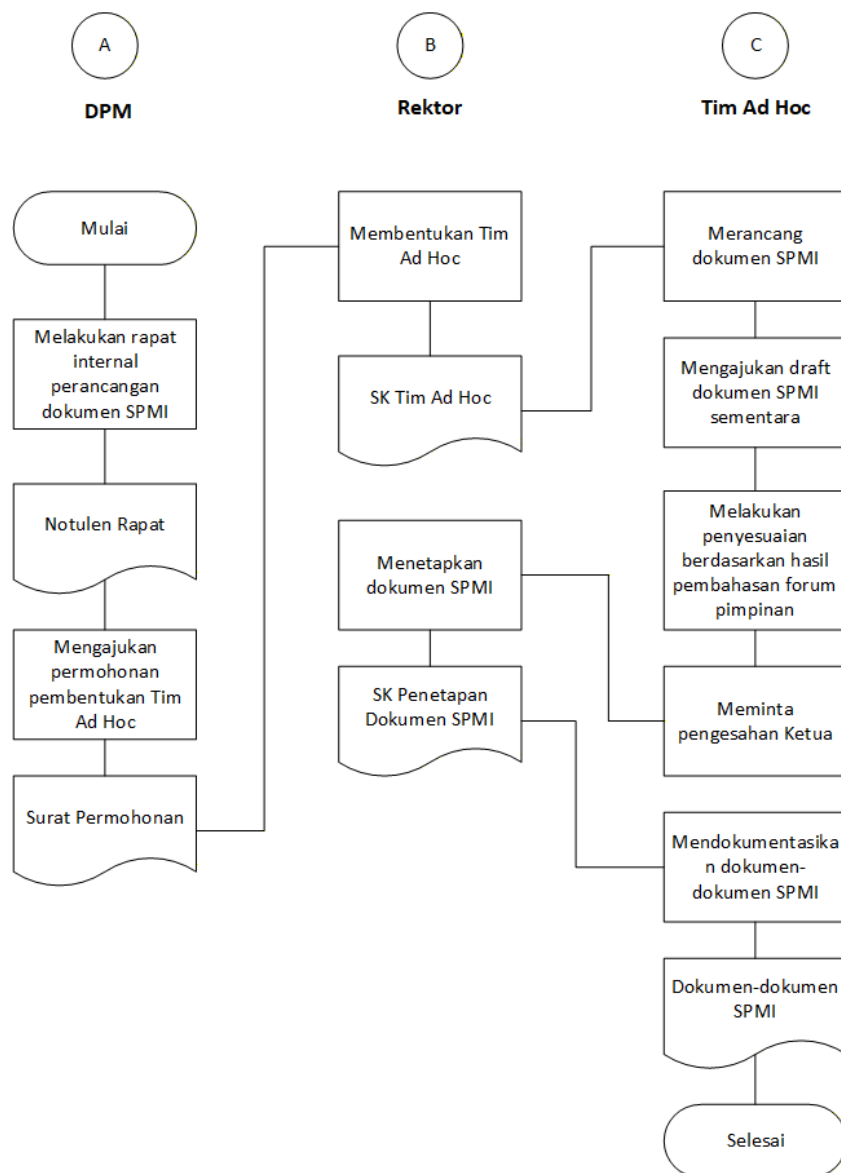 A
B
C
DPM
Rektor
Tim Ad Hoc
Mulai
Melakukan rapat
internal
perancangan
dokumen SPMI
Notulen Rapat
Mengajukan
permohonan
pembentukan Tim
Ad Hoc
Surat Permohonan
Membentukan Tim
Ad Hoc
SK Tim Ad Hoc
Menetapkan
dokumen SPMI
SK Penetapan
Dokumen SPMI
Merancang
dokumen SPMI
Mengajukan draft
dokumen SPMI
sementara
Melakukan
penyesuaian
berdasarkan hasil
pembahasan forum
pimpinan
Meminta
pengesahan Ketua
Mendokumentasika
n dokumen-
dokumen SPMI
Dokumen-dokumen
SPMI
Selesai